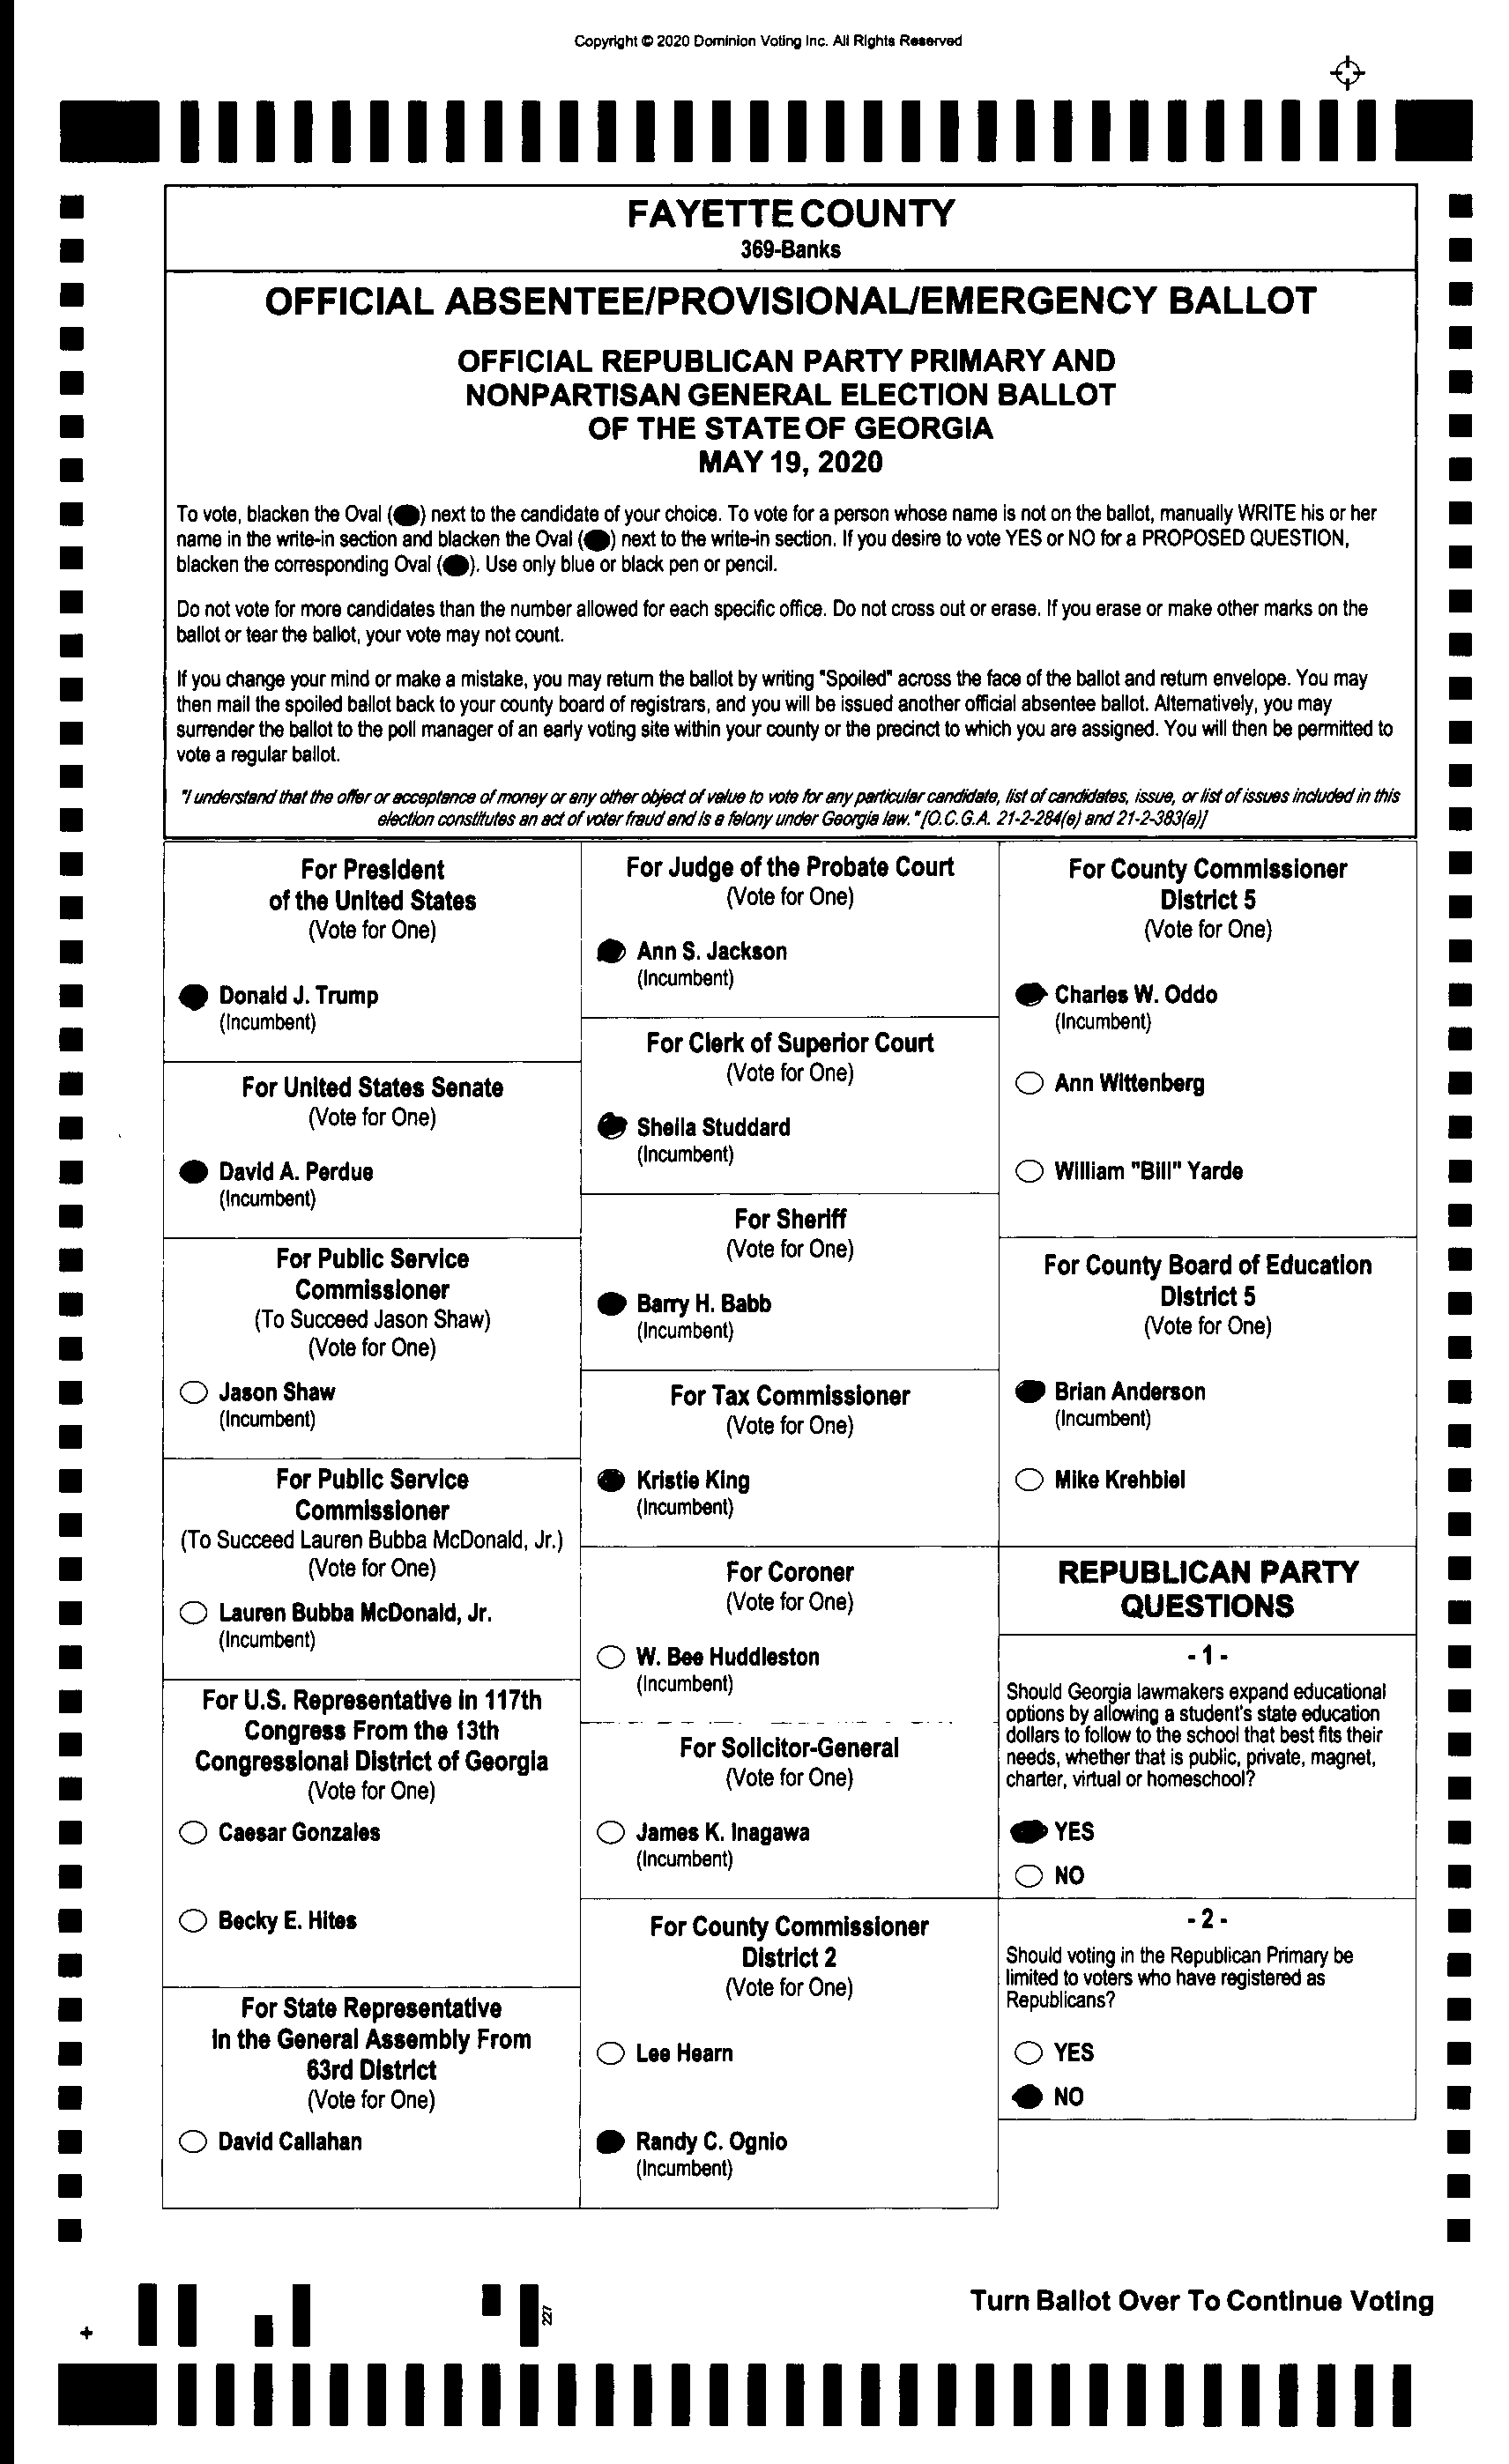 Copyright © 2020 Dominion Voting Inc. All Rights Reserved
FAYETTE COUNTY
369-Banks
OFFICIAL ABSENTEE/PROVISIONAL/EMERGENCY BALLOT
OFFICIAL REPUBLICAN PARTY PRIMARY AND
NONPARTISAN GENERAL ELECTION BALLOT
OF THE STATE OF GEORGIA
MAY 19, 2020
To vote, blacken the Oval (●) next to the candidate of your choice. To vote for a person whose name is not on the ballot, manually WRITE his or her
name in the write-in section and blacken the Oval (●) next to the write-in section. If you desire to vote YES or NO for a PROPOSED QUESTION,
blacken the corresponding Oval (●). Use only blue or black pen or pencil.
Do not vote for more candidates than the number allowed for each specific office. Do not cross out or erase. If you erase or make other marks on the
ballot or tear the ballot, your vote may not count.
If you change your mind or make a mistake, you may return the ballot by writing "Spoiled" across the face of the ballot and return envelope. You may
then mail the spoiled ballot back to your county board of registrars, and you will be issued another official absentee ballot. Alternatively, you may
surrender the ballot to the poll manager of an early voting site within your county or the precinct to which you are assigned. You will then be permitted to
vote a regular ballot.
"I understand that the offer or acceptance of money or any other object of value to vote for any particular candidate, list of candidates, issue, or list of issues included in this
election constitutes an act of voter fraud and is a felony under Georgia law." [O.C.G.A. 21-2-284(e) and 21-2-383(a)]
For President
of the United States
(Vote for One)
Donald J. Trump
(Incumbent)
For United States Senate
(Vote for One)
David A. Perdue
(Incumbent)
For Public Service
Commissioner
(To Succeed Jason Shaw)
(Vote for One)
Jason Shaw
(Incumbent)
For Public Service
Commissioner
(To Succeed Lauren Bubba McDonald, Jr.)
(Vote for One)
Lauren Bubba McDonald, Jr.
(Incumbent)
For U.S. Representative in 117th
Congress From the 13th
Congressional District of Georgia
(Vote for One)
Caesar Gonzales
Becky E. Hites
For State Representative
In the General Assembly From
63rd District
(Vote for One)
David Callahan
For Judge of the Probate Court
(Vote for One)
Ann S. Jackson
(Incumbent)
For Clerk of Superior Court
(Vote for One)
Sheila Studdard
(Incumbent)
For Sheriff
(Vote for One)
Barry H. Babb
(Incumbent)
For Tax Commissioner
(Vote for One)
Kristie King
(Incumbent)
For Coroner
(Vote for One)
W. Bee Huddleston
(Incumbent)
For Solicitor-General
(Vote for One)
James K. Inagawa
(Incumbent)
For County Commissioner
District 2
(Vote for One)
Lee Hearn
Randy C. Ognio
(Incumbent)
For County Commissioner
District 5
(Vote for One)
Charles W. Oddo
(Incumbent)
Ann Wittenberg
William "Bill" Yarde
For County Board of Education
District 5
(Vote for One)
Brian Anderson
(Incumbent)
Mike Krehbiel
REPUBLICAN PARTY
QUESTIONS
- 1 -
Should Georgia lawmakers expand educational
options by allowing a student's state education
dollars to follow to the school that best fits their
needs, whether that is public, private, magnet,
charter, virtual or homeschool?
YES
NO
- 2 -
Should voting in the Republican Primary be
limited to voters who have registered as
Republicans?
YES
NO
227
Turn Ballot Over To Continue Voting